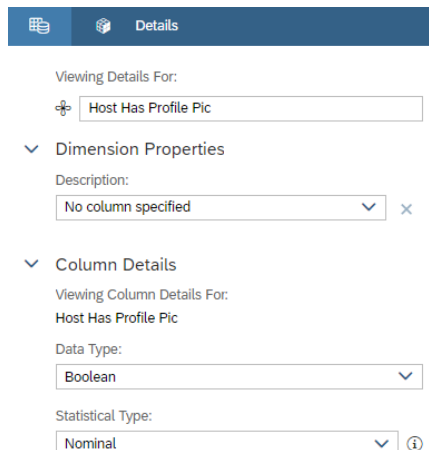 Details
Viewing Details For:
Host Has Profile Pic
Dimension Properties
Description:
No column specified
Column Details
Viewing Column Details For:
Host Has Profile Pic
Data Type:
Boolean
Statistical Type:
Nominal